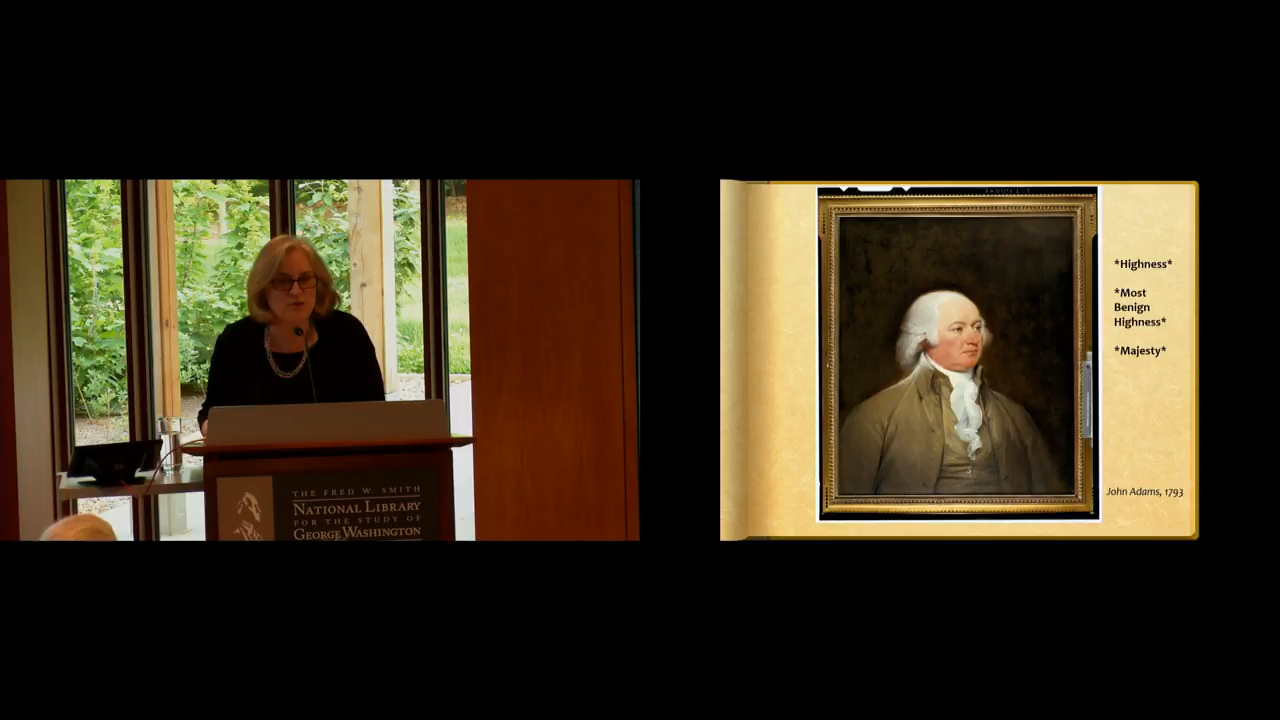 THE FRED W. SMITH
NATIONAL LIBRARY
FOR THE STUDY OF
GEORGE WASHINGTON
*Highness*
*Most
Benign
Highness*
*Majesty*
John Adams, 1793